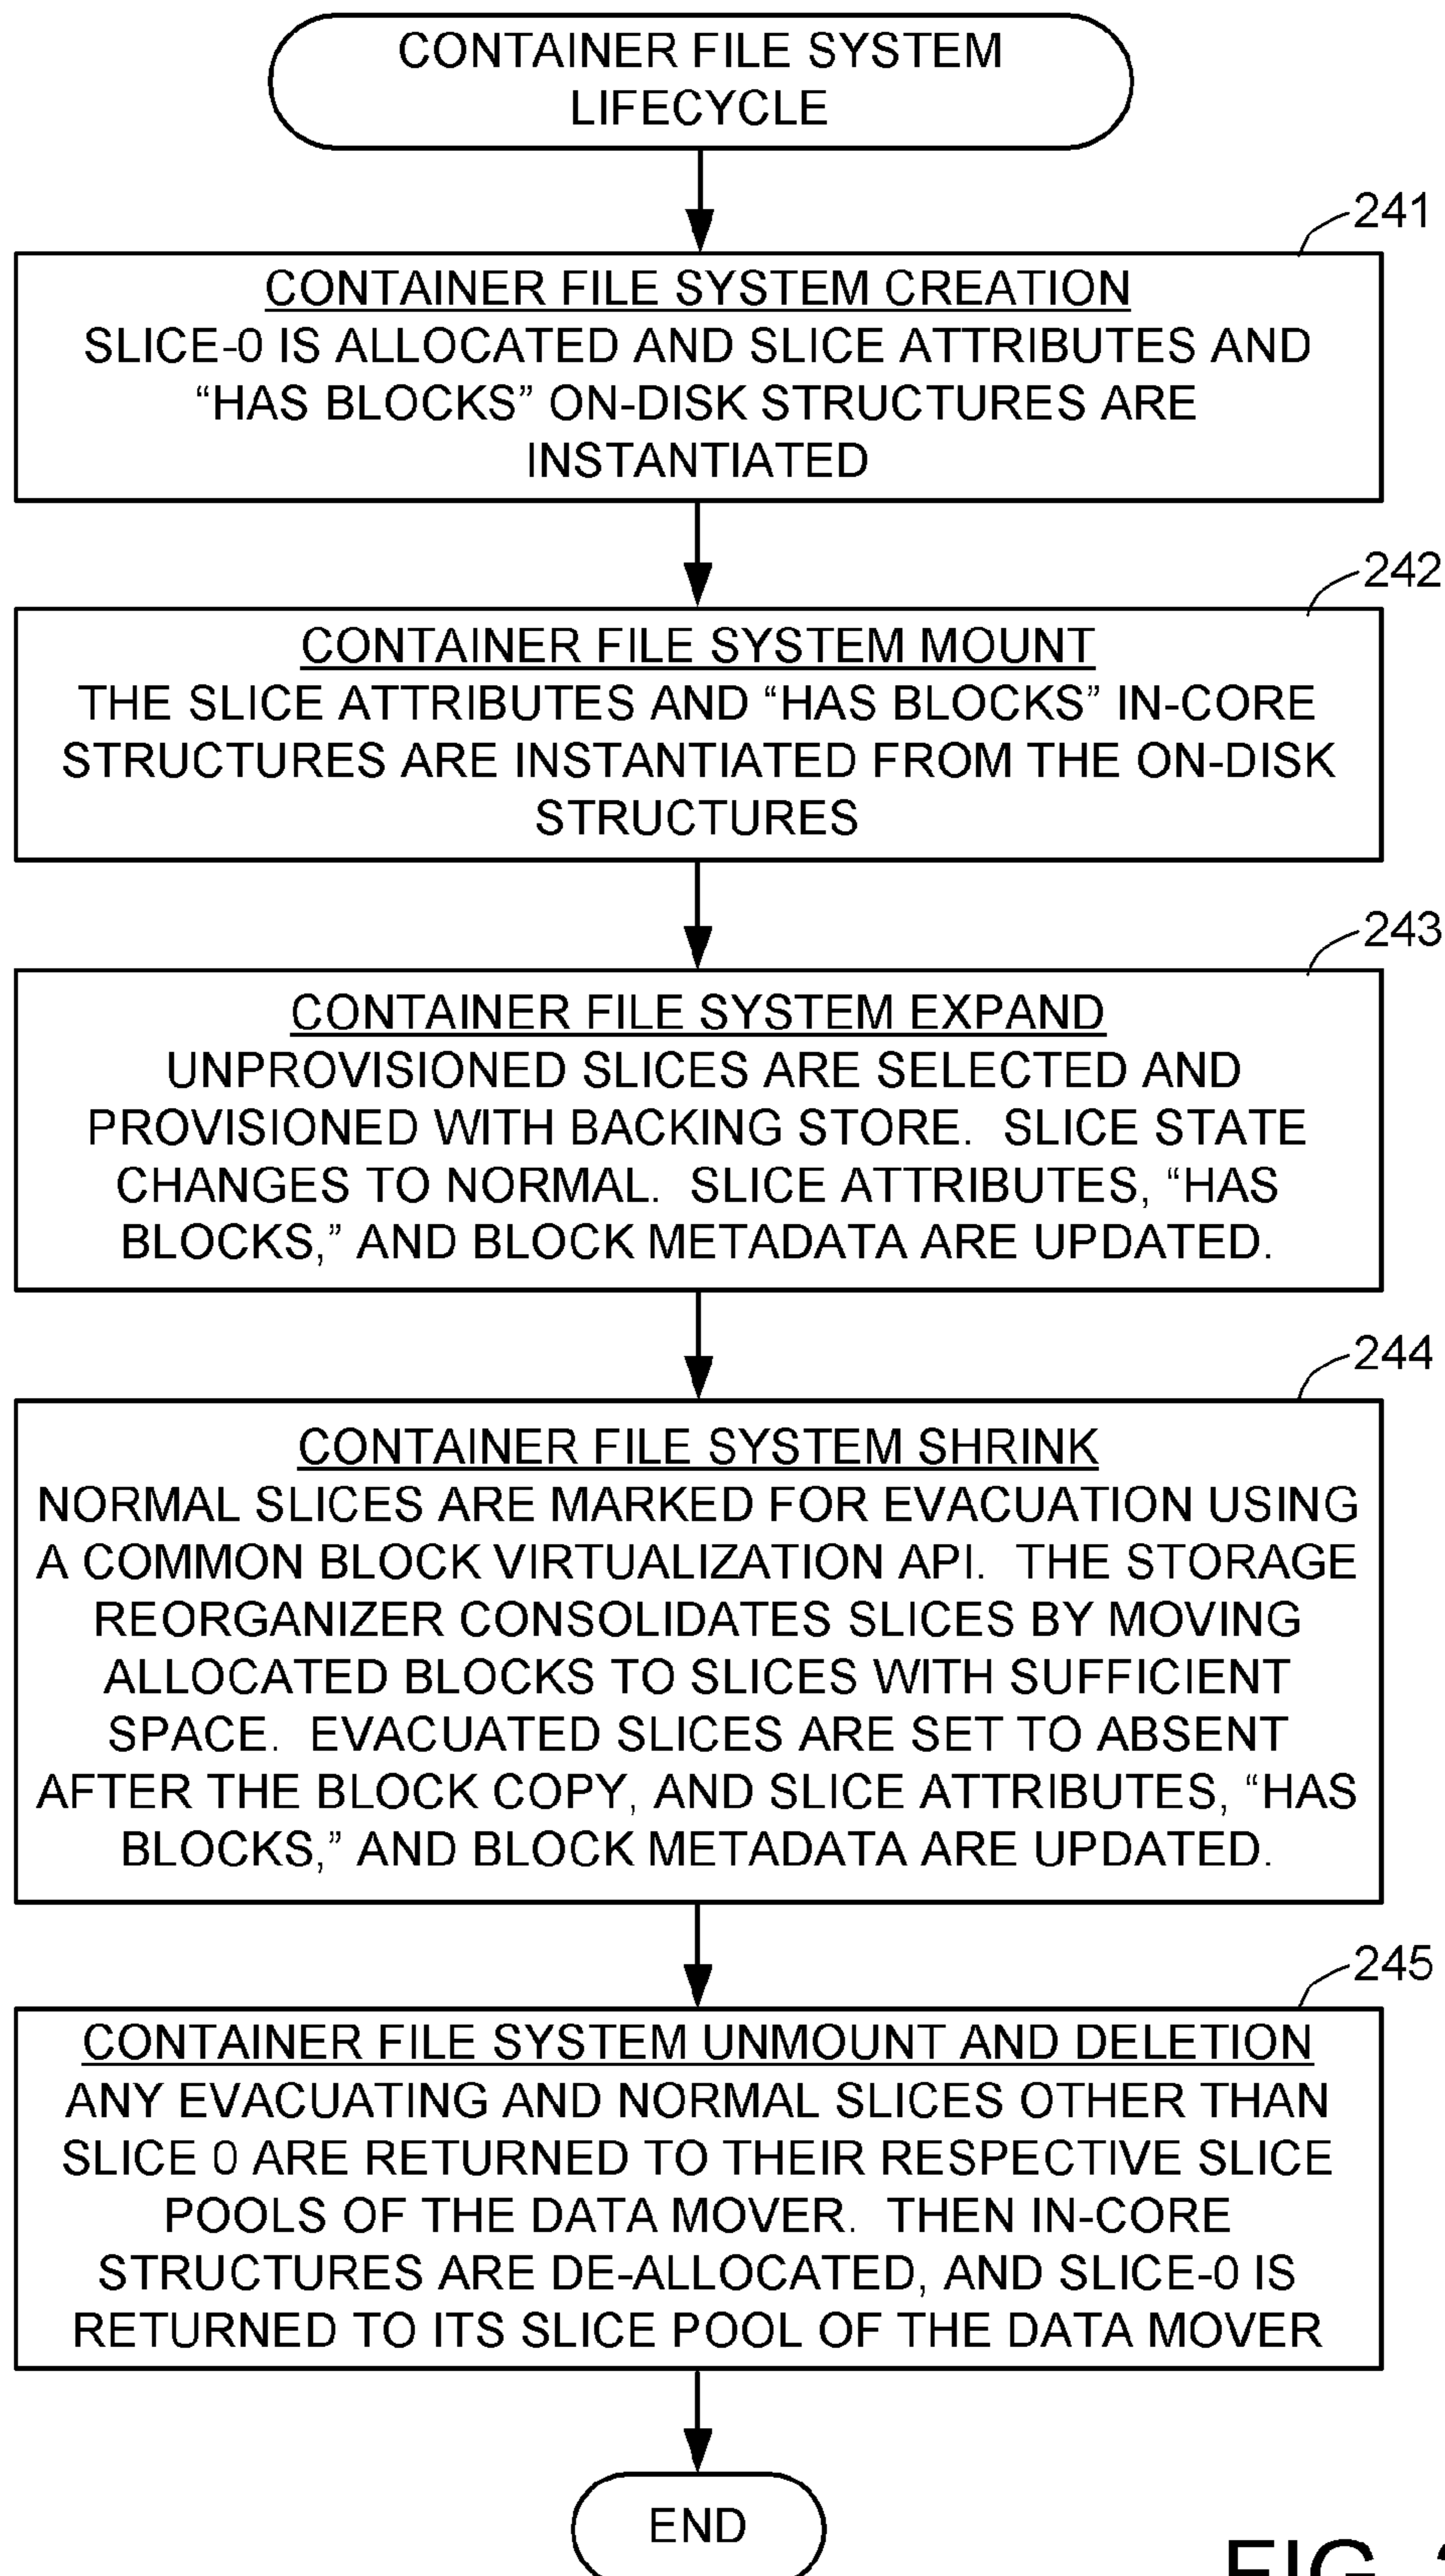 CONTAINER FILE SYSTEM
LIFECYCLE
241
CONTAINER FILE SYSTEM CREATION
SLICE-0 IS ALLOCATED AND SLICE ATTRIBUTES AND
“HAS BLOCKS” ON-DISK STRUCTURES ARE
INSTANTIATED
242
CONTAINER FILE SYSTEM MOUNT
THE SLICE ATTRIBUTES AND “HAS BLOCKS” IN-CORE
STRUCTURES ARE INSTANTIATED FROM THE ON-DISK
STRUCTURES
243
CONTAINER FILE SYSTEM EXPAND
UNPROVISIONED SLICES ARE SELECTED AND
PROVISIONED WITH BACKING STORE. SLICE STATE
CHANGES TO NORMAL. SLICE ATTRIBUTES, “HAS
BLOCKS,” AND BLOCK METADATA ARE UPDATED.
244
CONTAINER FILE SYSTEM SHRINK
NORMAL SLICES ARE MARKED FOR EVACUATION USING
A COMMON BLOCK VIRTUALIZATION API. THE STORAGE
REORGANIZER CONSOLIDATES SLICES BY MOVING
ALLOCATED BLOCKS TO SLICES WITH SUFFICIENT
SPACE. EVACUATED SLICES ARE SET TO ABSENT
AFTER THE BLOCK COPY, AND SLICE ATTRIBUTES, “HAS
BLOCKS,” AND BLOCK METADATA ARE UPDATED.
245
CONTAINER FILE SYSTEM UNMOUNT AND DELETION
ANY EVACUATING AND NORMAL SLICES OTHER THAN
SLICE 0 ARE RETURNED TO THEIR RESPECTIVE SLICE
POOLS OF THE DATA MOVER. THEN IN-CORE
STRUCTURES ARE DE-ALLOCATED, AND SLICE-0 IS
RETURNED TO ITS SLICE POOL OF THE DATA MOVER
END
FIG.